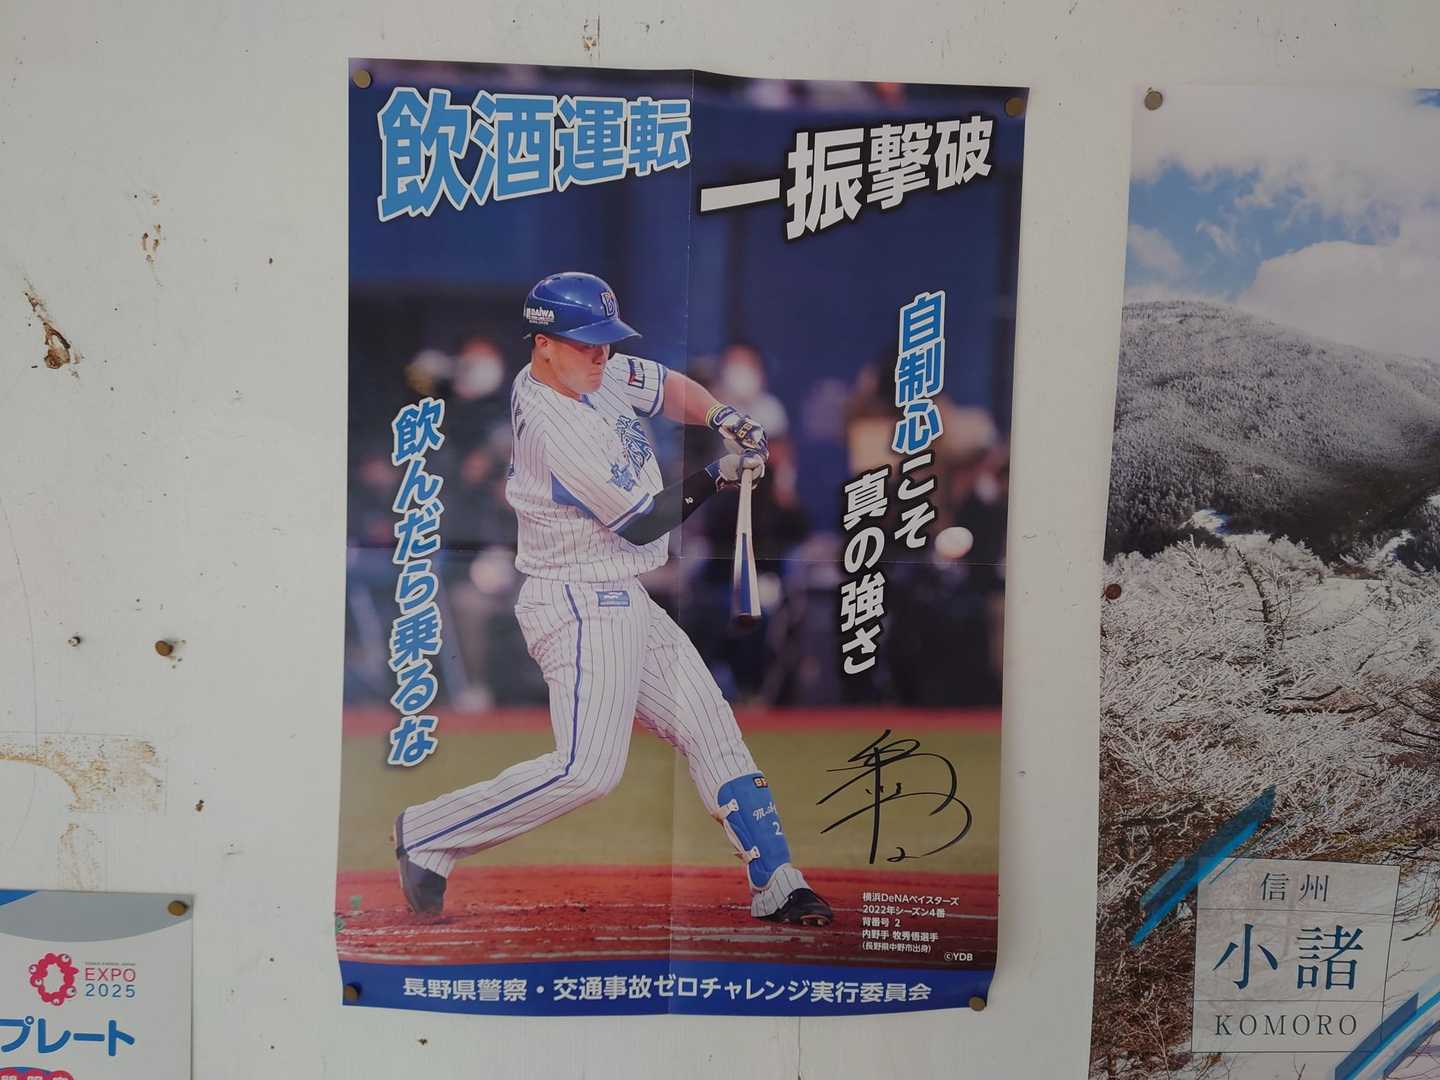 飲酒運転
一振撃破
自制心こそ
真の強さ
飲んだら乗るな
DAIWA
2
横浜DeNAベイスターズ
2022年シーズン4番
背番号 2
内野手 牧秀悟選手
(長野県中野市出身)
©YDB
長野県警察・交通事故ゼロチャレンジ実行委員会
EXPO
2025
プレート
信州
小諸
KOMORO